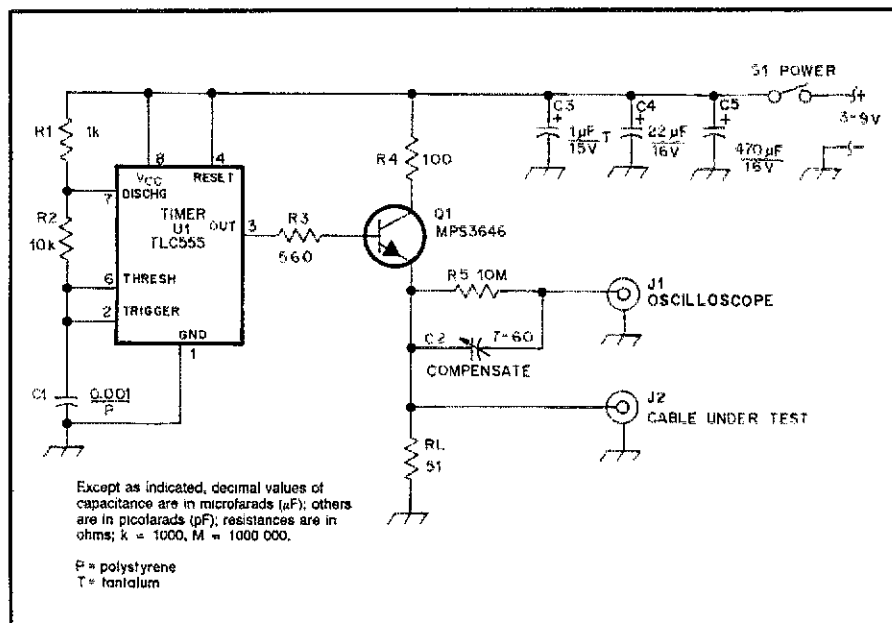 S1 POWER
3-9V
C3
+
1µF
15V
T
C4
+
22 µF
16V
C5
+
470µF
16V
R1
1k
R4
100
8
4
VCC
RESET
7
DISCHG
TIMER
U1
TLC555
OUT
3
R2
10k
R3
560
Q1
MPS3646
6
THRESH
2
TRIGGER
GND
1
R5 10M
J1
OSCILLOSCOPE
C2
7-60
COMPENSATE
J2
CABLE UNDER TEST
C1
0.001
P
RL
51
Except as indicated, decimal values of
capacitance are in microfarads (µF); others
are in picofarads (pF); resistances are in
ohms; k = 1000, M = 1000 000.
P = polystyrene
T = tantalum